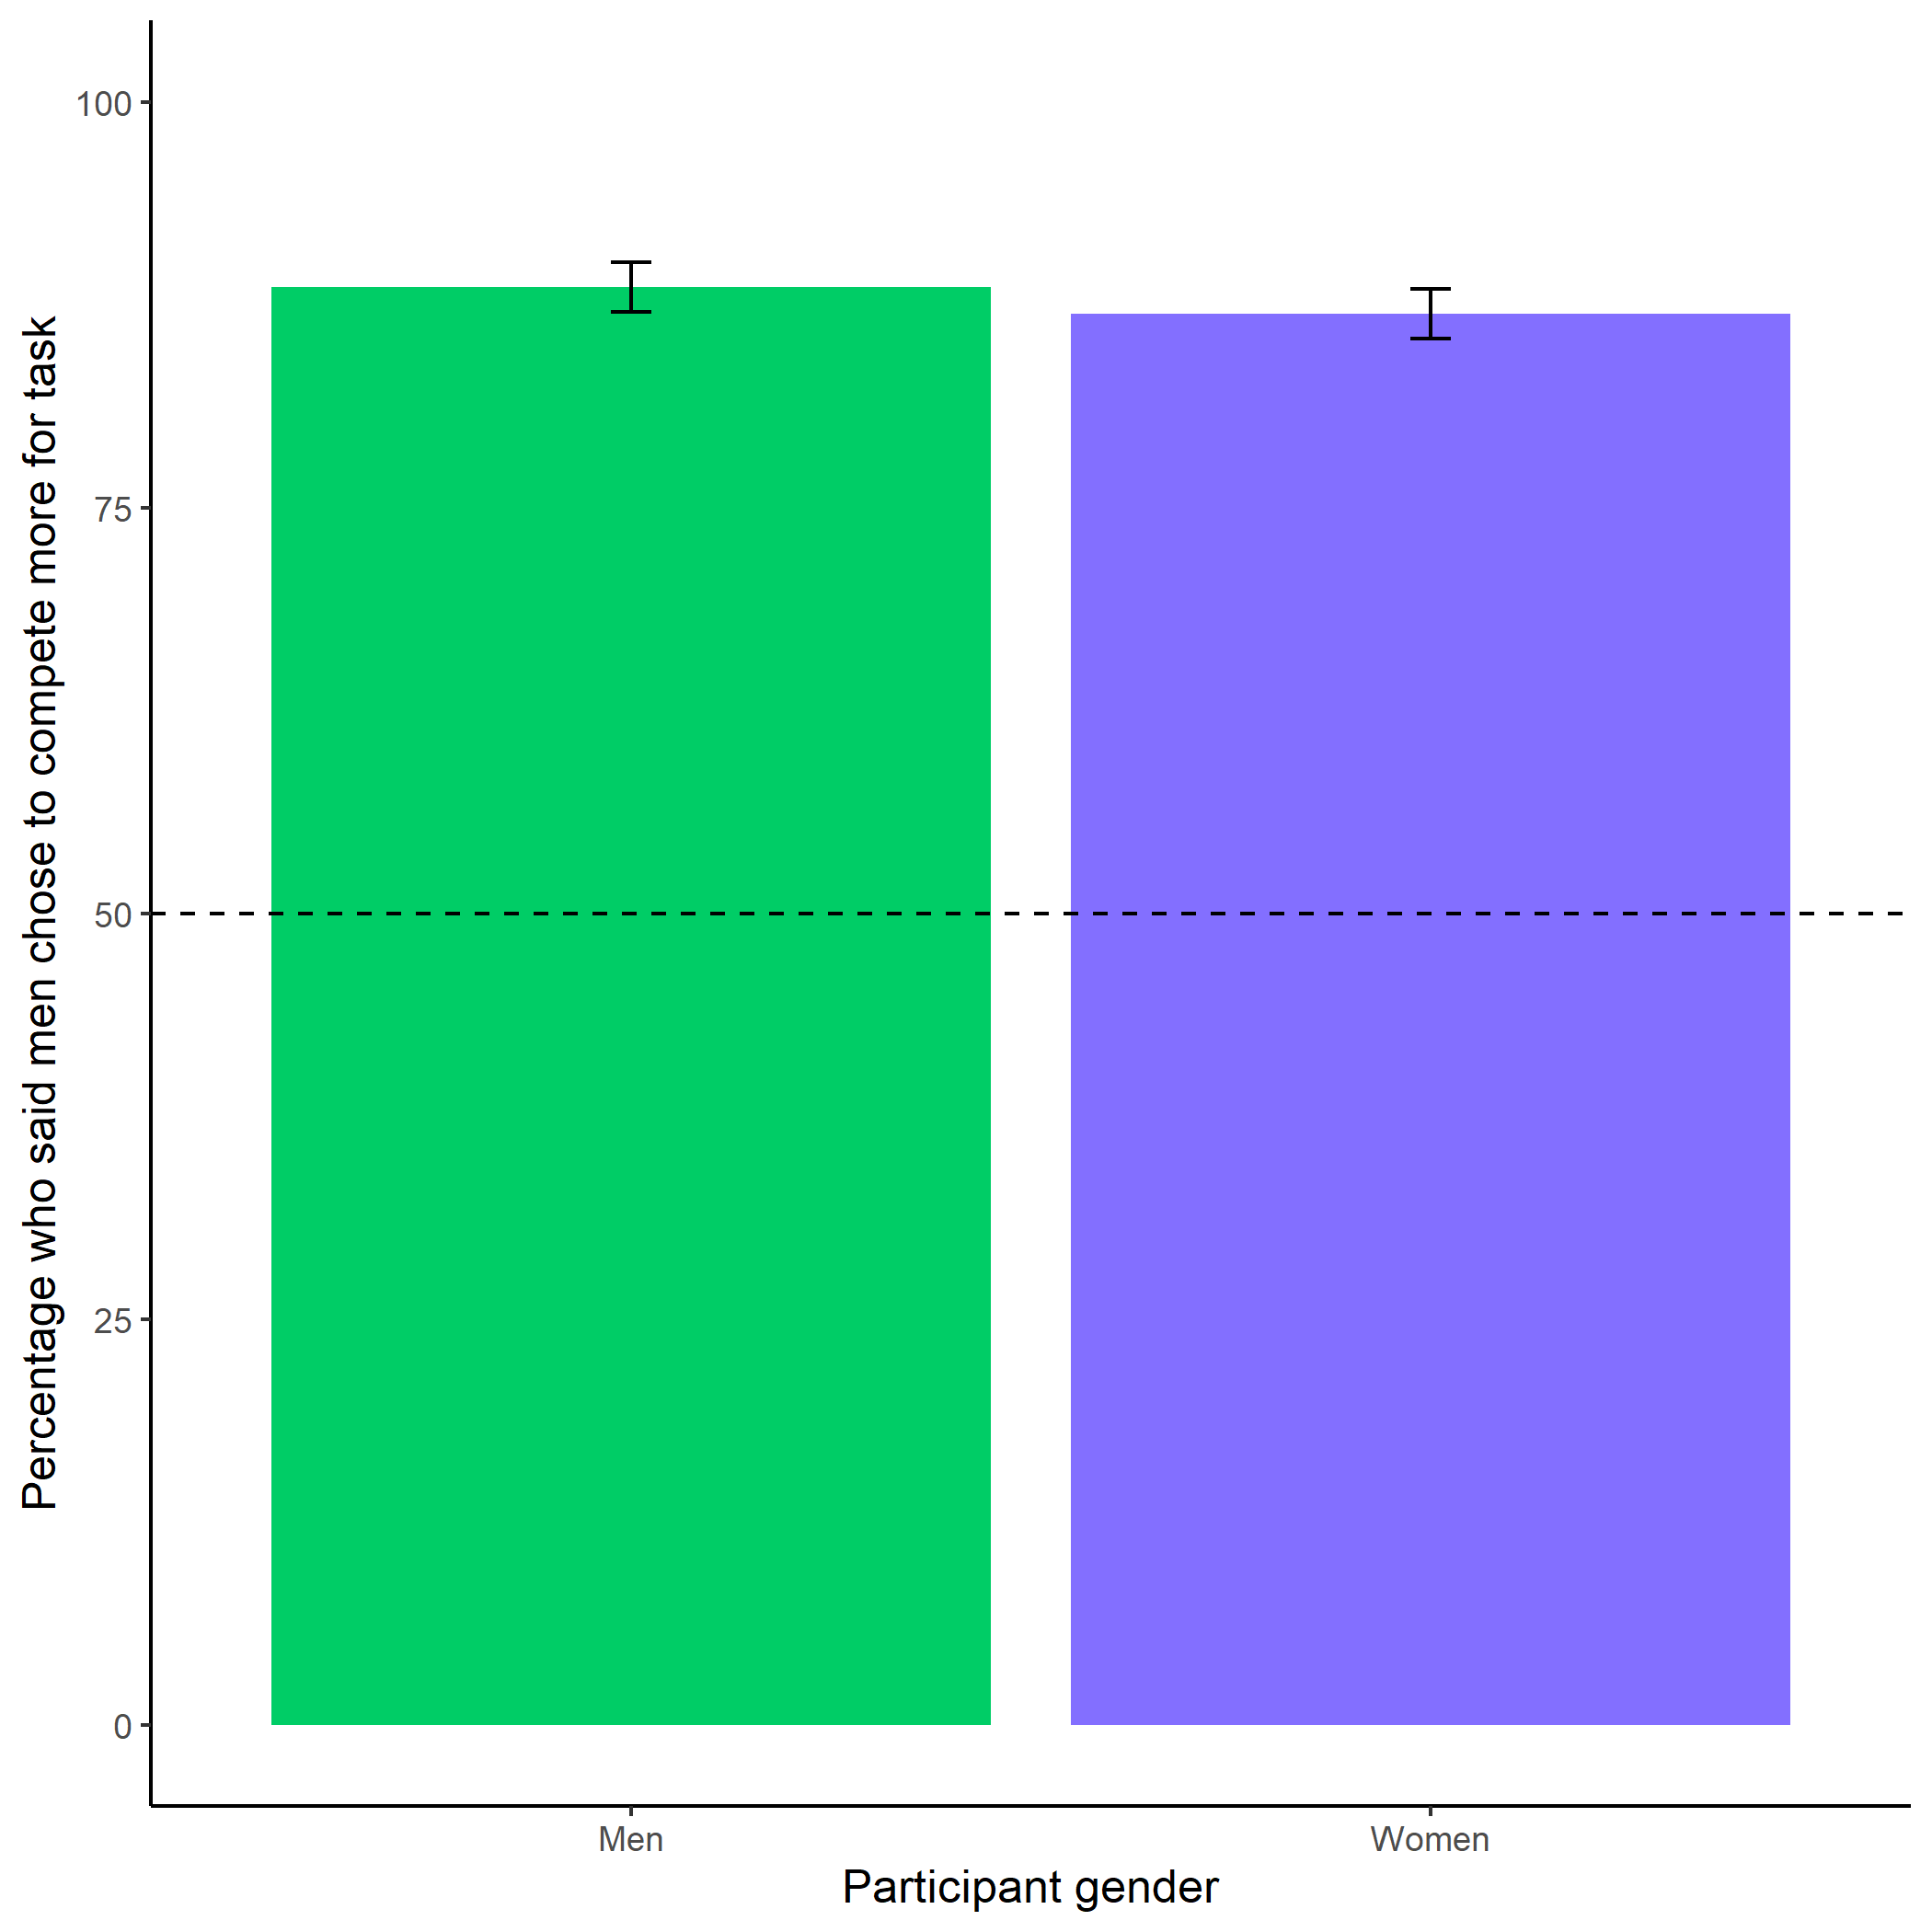 Percentage who said men chose to compete more for task
100
75
50
25
0
Men
Women
Participant gender